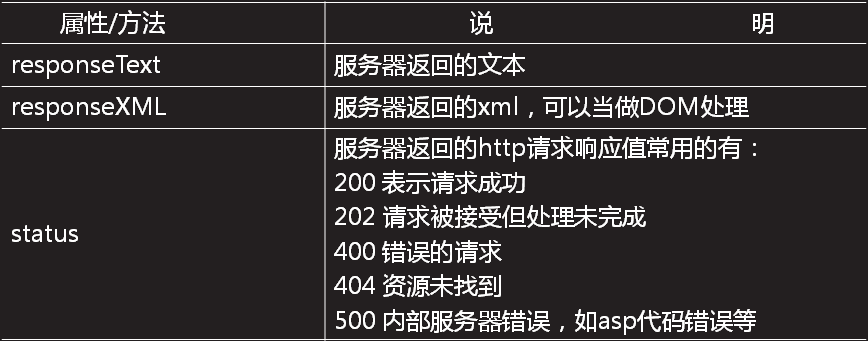 属性/方法 说 明
responseText 服务器返回的文本
responseXML 服务器返回的xml，可以当做DOM处理
status 服务器返回的http请求响应值常用的有：
200 表示请求成功
202 请求被接受但处理未完成
400 错误的请求
404 资源未找到
500 内部服务器错误，如asp代码错误等